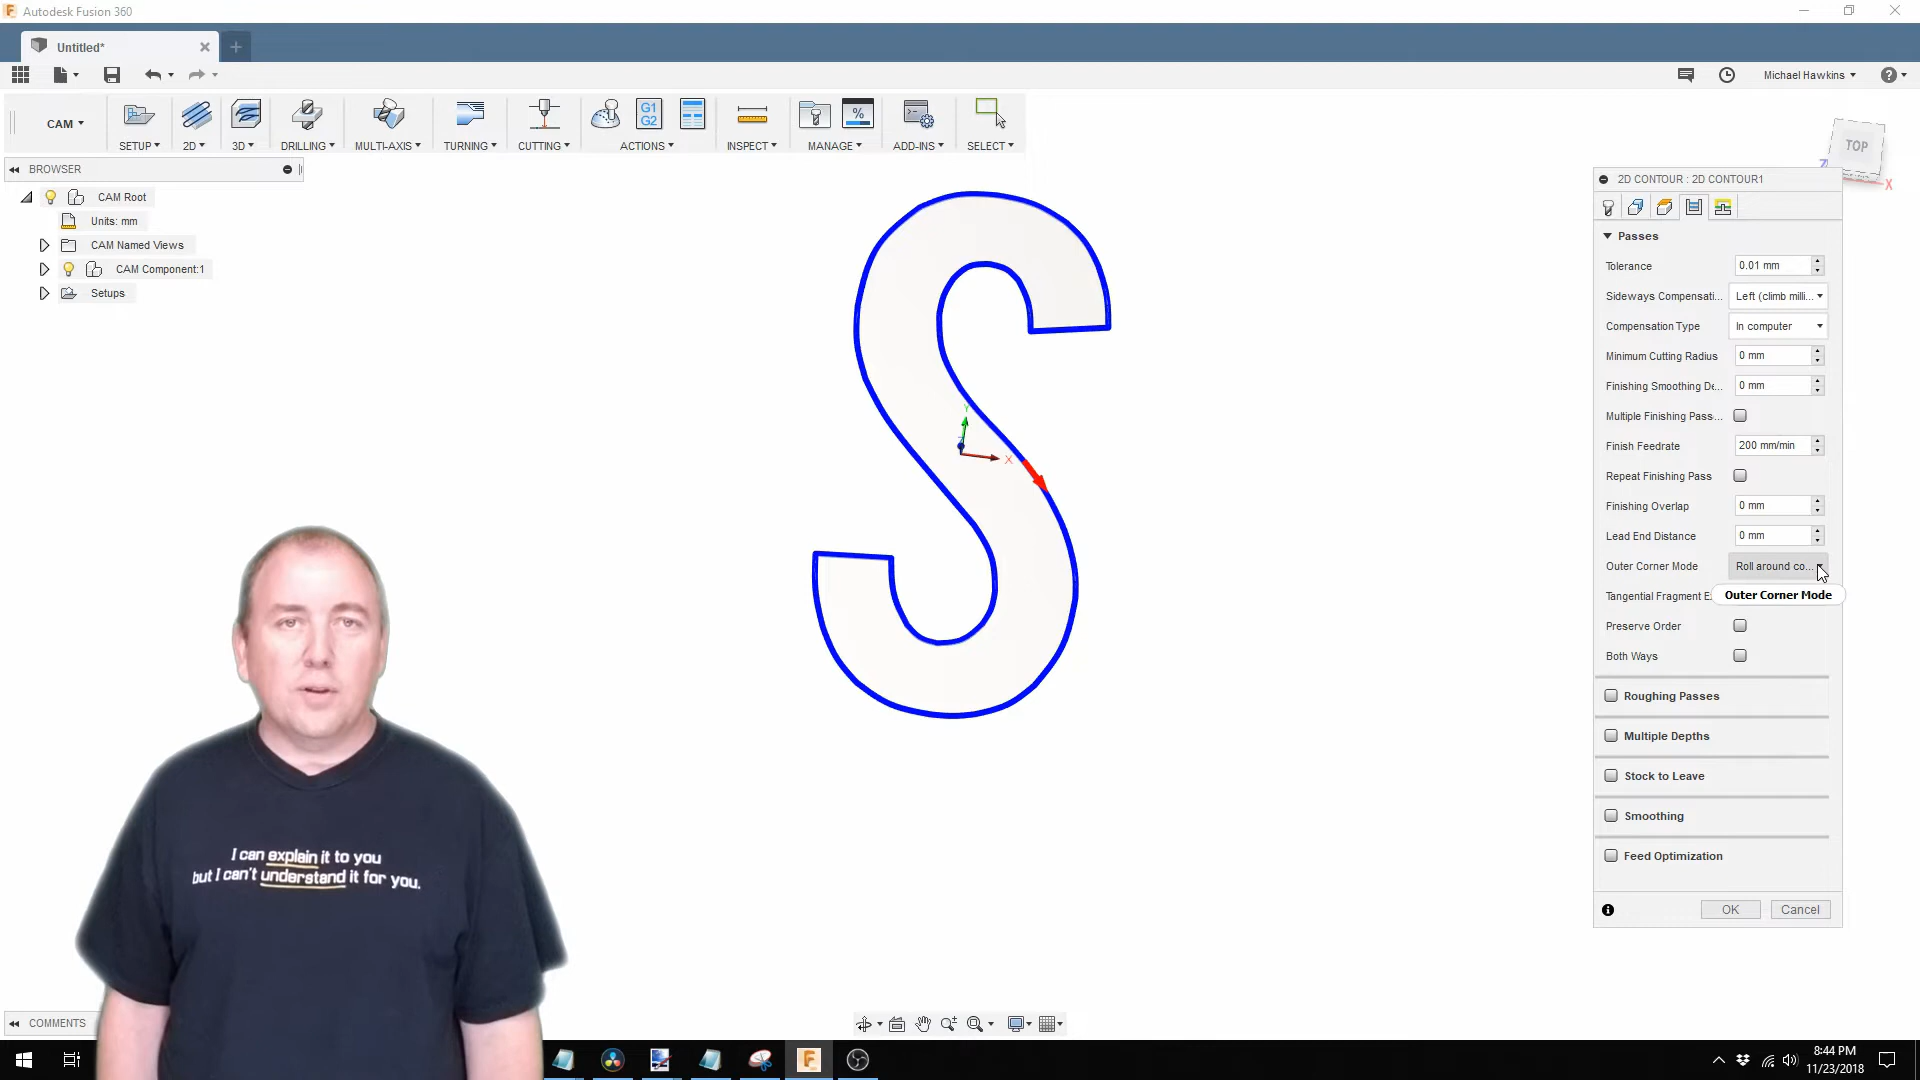 Autodesk Fusion 360
Untitled*
Michael Hawkins
CAM
SETUP
2D
3D
DRILLING
MULTI-AXIS
TURNING
CUTTING
G1
G2
ACTIONS
INSPECT
%
MANAGE
ADD-INS
SELECT
BROWSER
CAM Root
Units: mm
CAM Named Views
CAM Component:1
Setups
TOP
Z
X
Y
X
2D CONTOUR : 2D CONTOUR1
Passes
Tolerance 0.01 mm
Sideways Compensati... Left (climb milli...
Compensation Type In computer
Minimum Cutting Radius 0 mm
Finishing Smoothing De... 0 mm
Multiple Finishing Pass...
Finish Feedrate 200 mm/min
Repeat Finishing Pass
Finishing Overlap 0 mm
Lead End Distance 0 mm
Outer Corner Mode Roll around co...
Tangential Fragment E
Outer Corner Mode
Preserve Order
Both Ways
Roughing Passes
Multiple Depths
Stock to Leave
Smoothing
Feed Optimization
OK Cancel
I can explain it to you
but I can't understand it for you.
COMMENTS
8:44 PM
11/23/2018